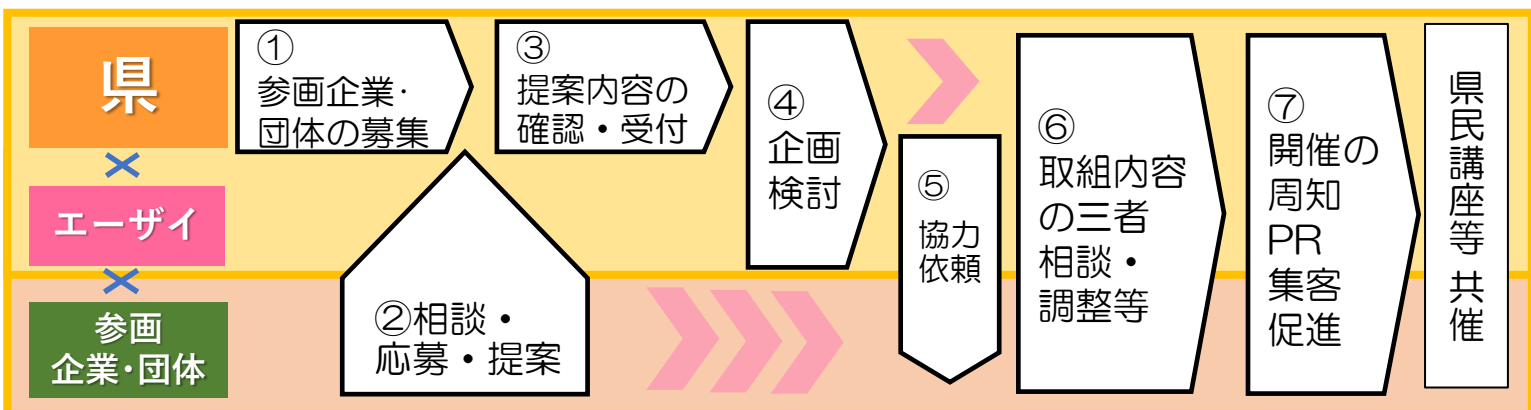 県
×
エーザイ
×
参画
企業・団体
①
参画企業・
団体の募集
②相談・
応募・提案
③
提案内容の
確認・受付
④
企画
検討
⑤
協力
依頼
⑥
取組内容
の三者
相談・
調整等
⑦
開催の
周知
PR
集客
促進
県民講座等 共催